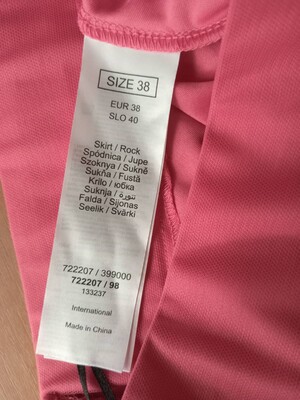 SIZE 38
EUR 38
SLO 40
Skirt / Rock
Spódnica / Jupe
Szoknya / Sukně
Sukňa / Fustă
Krilo / юбка
Suknja / تنورة
Falda / Sijonas
Seelik / Svārki
722207 / 399000
722207 / 98
133237
International
Made in China